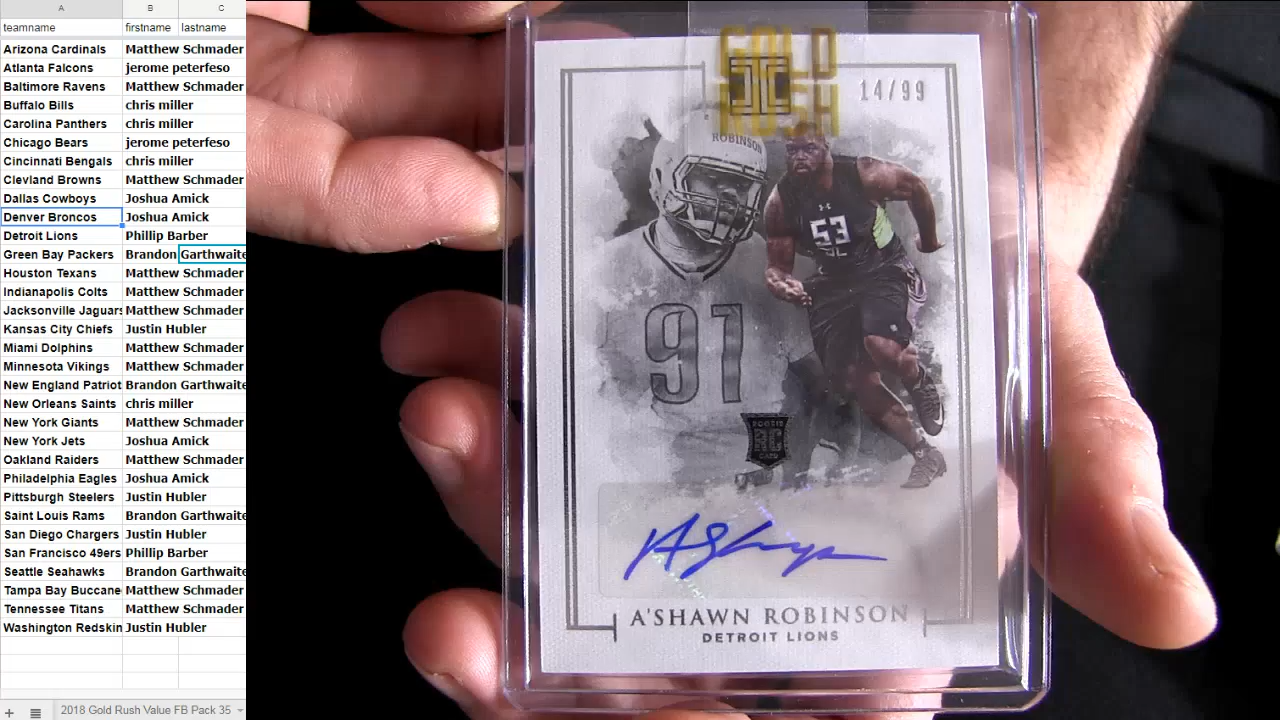 A B C
teamname firstname lastname
Arizona Cardinals Matthew Schmader
Atlanta Falcons jerome peterfeso
Baltimore Ravens Matthew Schmader
Buffalo Bills chris miller
Carolina Panthers chris miller
Chicago Bears jerome peterfeso
Cincinnati Bengals chris miller
Clevland Browns Matthew Schmader
Dallas Cowboys Joshua Amick
Denver Broncos Joshua Amick
Detroit Lions Phillip Barber
Green Bay Packers Brandon Garthwaite
Houston Texans Matthew Schmader
Indianapolis Colts Matthew Schmader
Jacksonville Jaguars Matthew Schmader
Kansas City Chiefs Justin Hubler
Miami Dolphins Matthew Schmader
Minnesota Vikings Matthew Schmader
New England Patriot Brandon Garthwaite
New Orleans Saints chris miller
New York Giants Matthew Schmader
New York Jets Joshua Amick
Oakland Raiders Matthew Schmader
Philadelphia Eagles Joshua Amick
Pittsburgh Steelers Justin Hubler
Saint Louis Rams Brandon Garthwaite
San Diego Chargers Justin Hubler
San Francisco 49ers Phillip Barber
Seattle Seahawks Brandon Garthwaite
Tampa Bay Buccane Matthew Schmader
Tennessee Titans Matthew Schmader
Washington Redskin Justin Hubler
2018 Gold Rush Value FB Pack 35
GOLD
RUSH
14/99
ROBINSON
53
91
ROOKIE
CARD
A'SHAWN ROBINSON
DETROIT LIONS